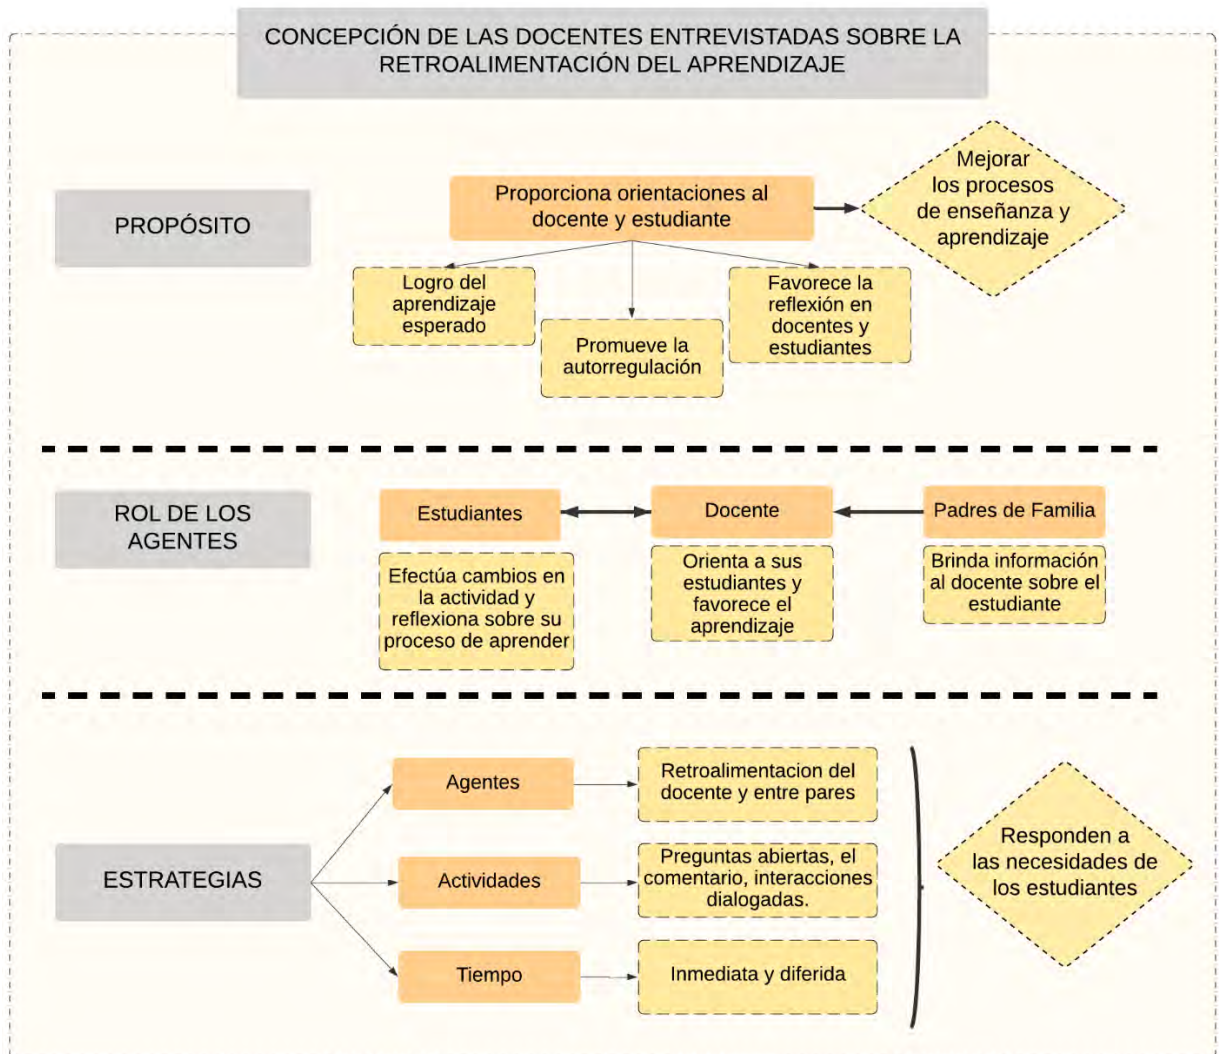 CONCEPCIÓN DE LAS DOCENTES ENTREVISTADAS SOBRE LA
RETROALIMENTACIÓN DEL APRENDIZAJE
PROPÓSITO
Proporciona orientaciones al
docente y estudiante
Mejorar
los procesos
de enseñanza y
aprendizaje
Logro del
aprendizaje
esperado
Promueve la
autorregulación
Favorece la
reflexión en
docentes y
estudiantes
ROL DE LOS
AGENTES
Estudiantes
Docente
Padres de Familia
Efectúa cambios en
la actividad y
reflexiona sobre su
proceso de aprender
Orienta a sus
estudiantes y
favorece el
aprendizaje
Brinda información
al docente sobre el
estudiante
ESTRATEGIAS
Agentes
Retroalimentacion del
docente y entre pares
Actividades
Preguntas abiertas, el
comentario, interacciones
dialogadas.
Tiempo
Inmediata y diferida
Responden a
las necesidades de
los estudiantes